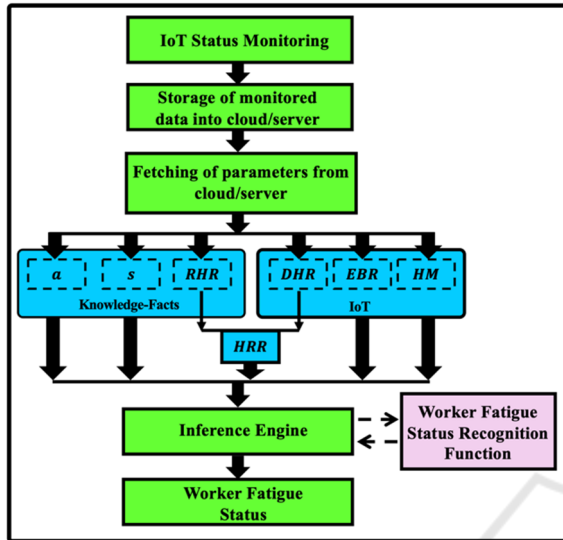 IoT Status Monitoring
Storage of monitored
data into cloud/server
Fetching of parameters from
cloud/server
a s RHR DHR EBR HM
Knowledge-Facts IoT
HRR
Inference Engine
Worker Fatigue
Status Recognition
Function
Worker Fatigue
Status